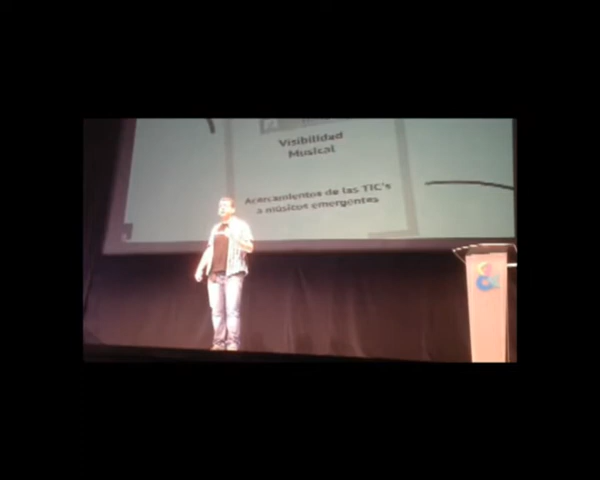 Visibilidad
Musical
Acercamientos de las TIC's
a músicos emergentes